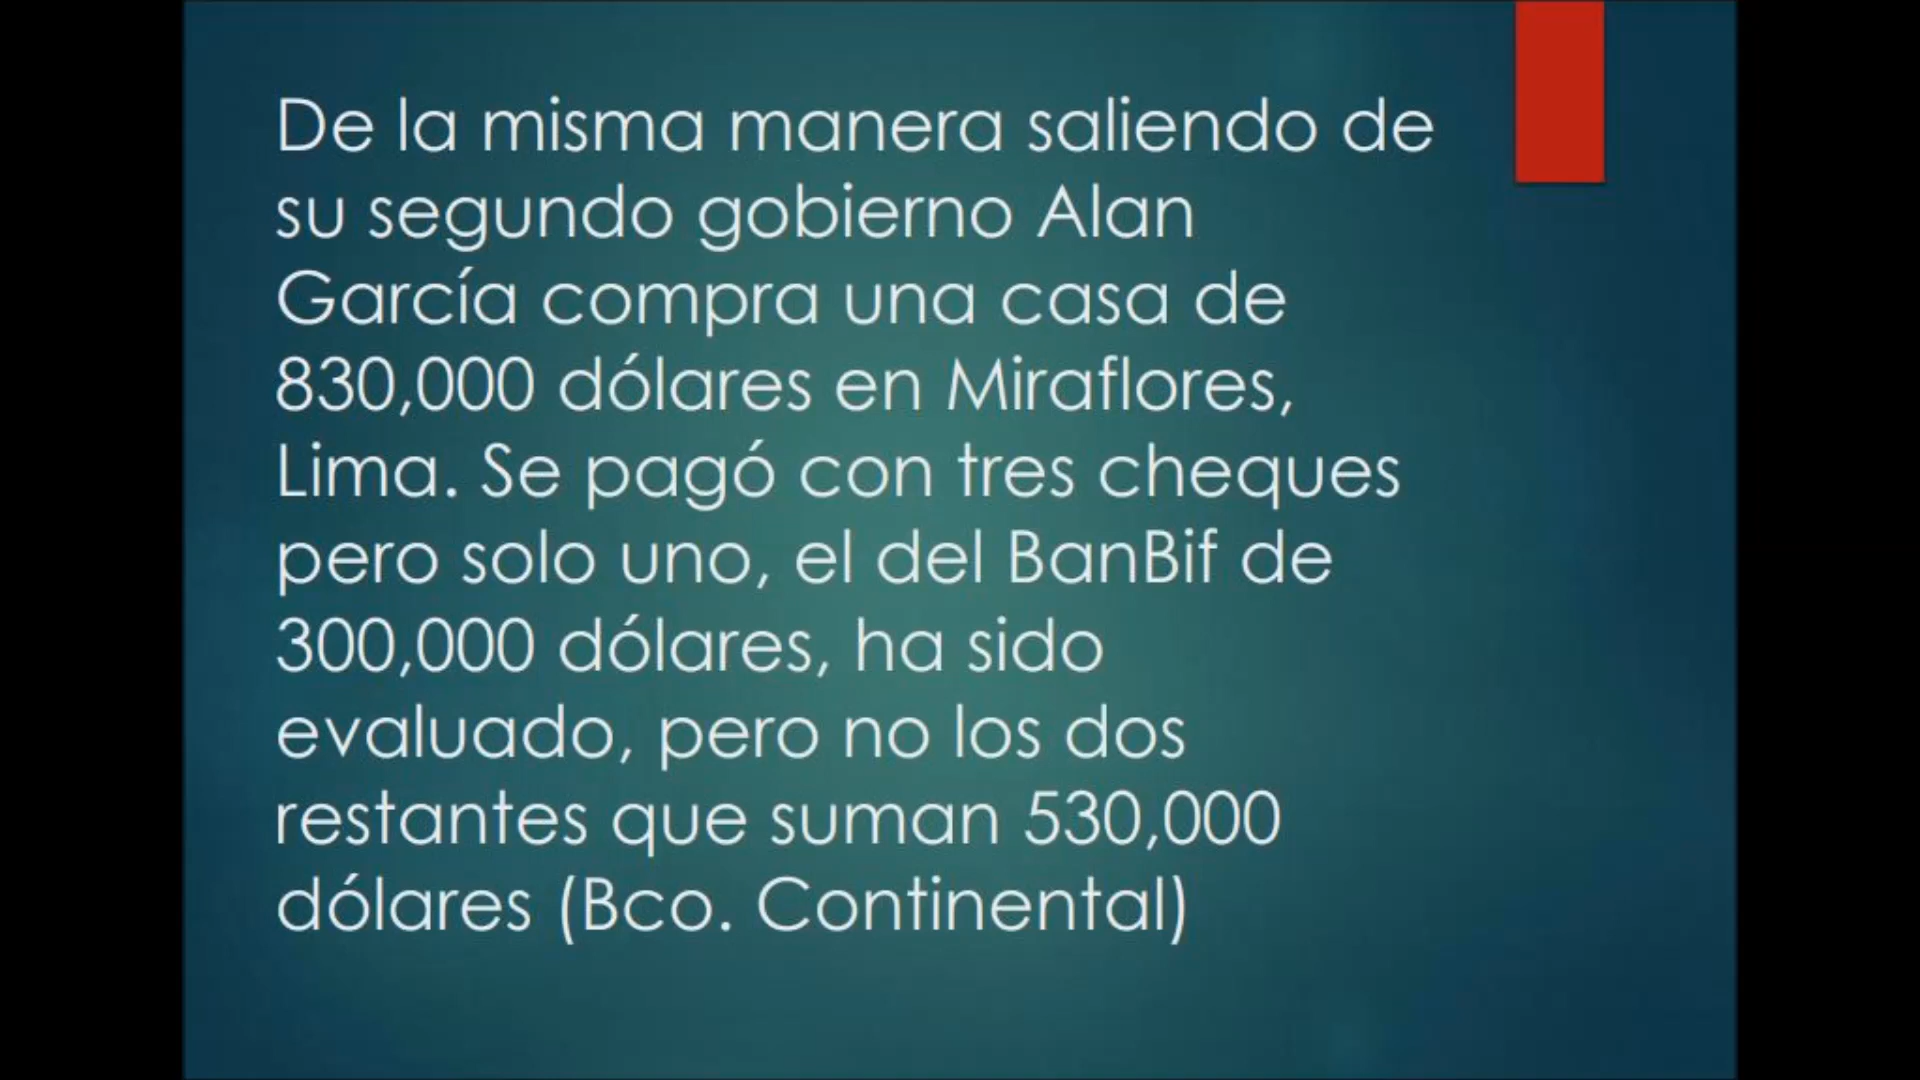 De la misma manera saliendo de
su segundo gobierno Alan
García compra una casa de
830,000 dólares en Miraflores,
Lima. Se pagó con tres cheques
pero solo uno, el del BanBif de
300,000 dólares, ha sido
evaluado, pero no los dos
restantes que suman 530,000
dólares (Bco. Continental)